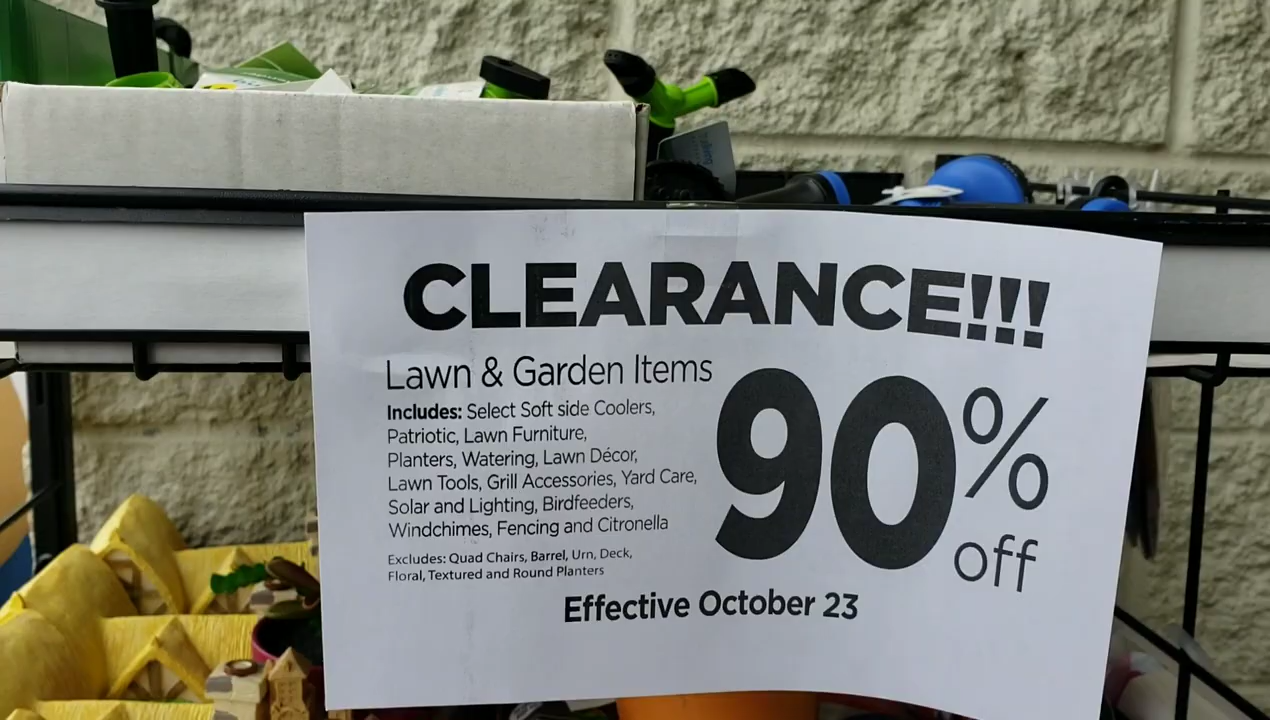 CLEARANCE!!!
Lawn & Garden Items
Includes: Select Soft side Coolers,
Patriotic, Lawn Furniture,
Planters, Watering, Lawn Décor,
Lawn Tools, Grill Accessories, Yard Care,
Solar and Lighting, Birdfeeders,
Windchimes, Fencing and Citronella
Excludes: Quad Chairs, Barrel, Urn, Deck,
Floral, Textured and Round Planters
90%
off
Effective October 23